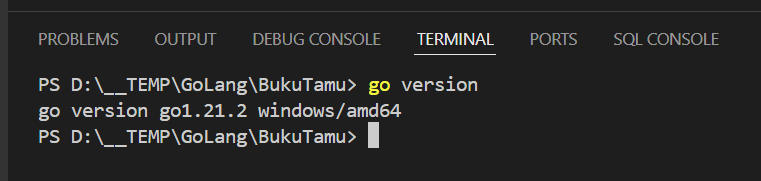 PROBLEMS OUTPUT DEBUG CONSOLE TERMINAL PORTS SQL CONSOLE
PS D:\__TEMP\GoLang\BukuTamu> go version
go version go1.21.2 windows/amd64
PS D:\__TEMP\GoLang\BukuTamu>